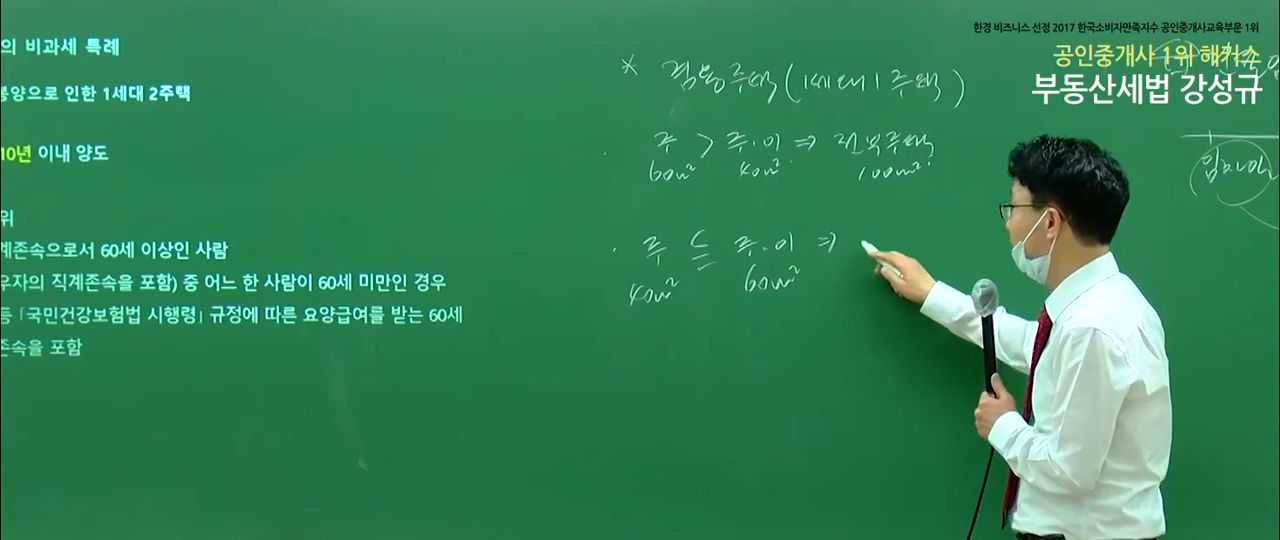 한경 비즈니스 선정 2017 한국소비자만족지수 공인중개사교육부문 1위
공인중개사 1위 해커스
부동산세법 강성규
의 비과세 특례
봉양으로 인한 1세대 2주택
10년 이내 양도
위
계존속으로서 60세 이상인 사람
우자의 직계존속을 포함) 중 어느 한 사람이 60세 미만인 경우
등 「국민건강보험법 시행령」 규정에 따른 요양급여를 받는 60세
존속을 포함
* 겸용주택(1세대1주택)
· 주 > 주·이 ⇒ 전부주택
60m² 40m² 100m²
· 주 ≤ 주·이 ⇒
40m² 60m²